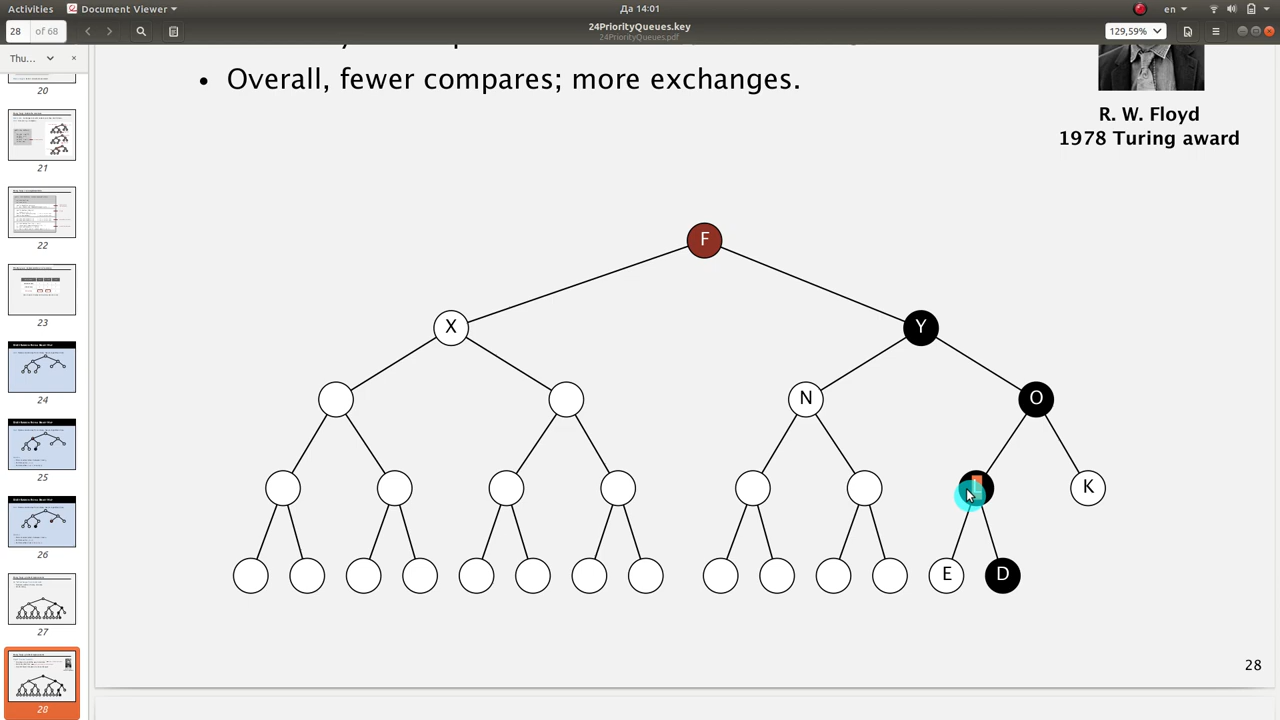 Activities
Document Viewer
Да 14:01
en
28
of 68
24PriorityQueues.key
24PriorityQueues.pdf
129,59%
Thu...
20
21
22
23
24
25
26
27
28
• Overall, fewer compares; more exchanges.
R. W. Floyd
1978 Turing award
F
X
Y
N
O
L
K
E
D
28